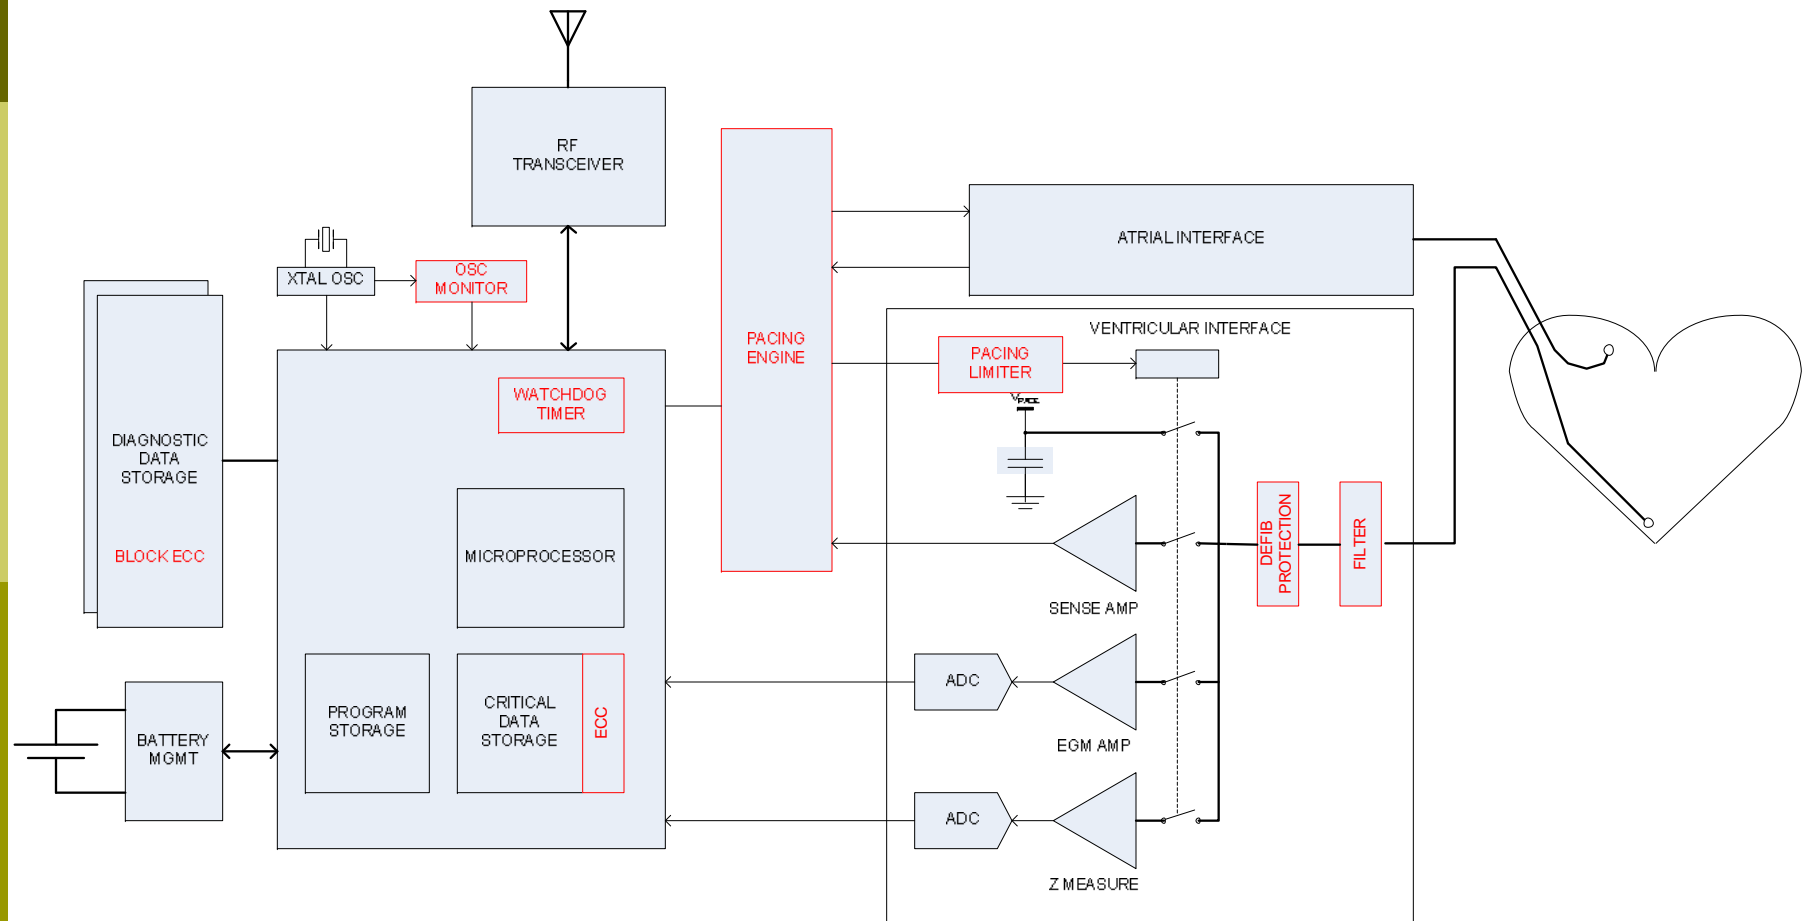 RF
TRANSCEIVER
XTAL OSC
OSC
MONITOR
ATRIAL INTERFACE
VENTRICULAR INTERFACE
PACING
ENGINE
PACING
LIMITER
WATCHDOG
TIMER
VPACE
DIAGNOSTIC
DATA
STORAGE
BLOCK ECC
MICROPROCESSOR
DEFIB
PROTECTION
FILTER
SENSE AMP
PROGRAM
STORAGE
CRITICAL
DATA
STORAGE
ECC
ADC
EGM AMP
BATTERY
MGMT
ADC
Z MEASURE